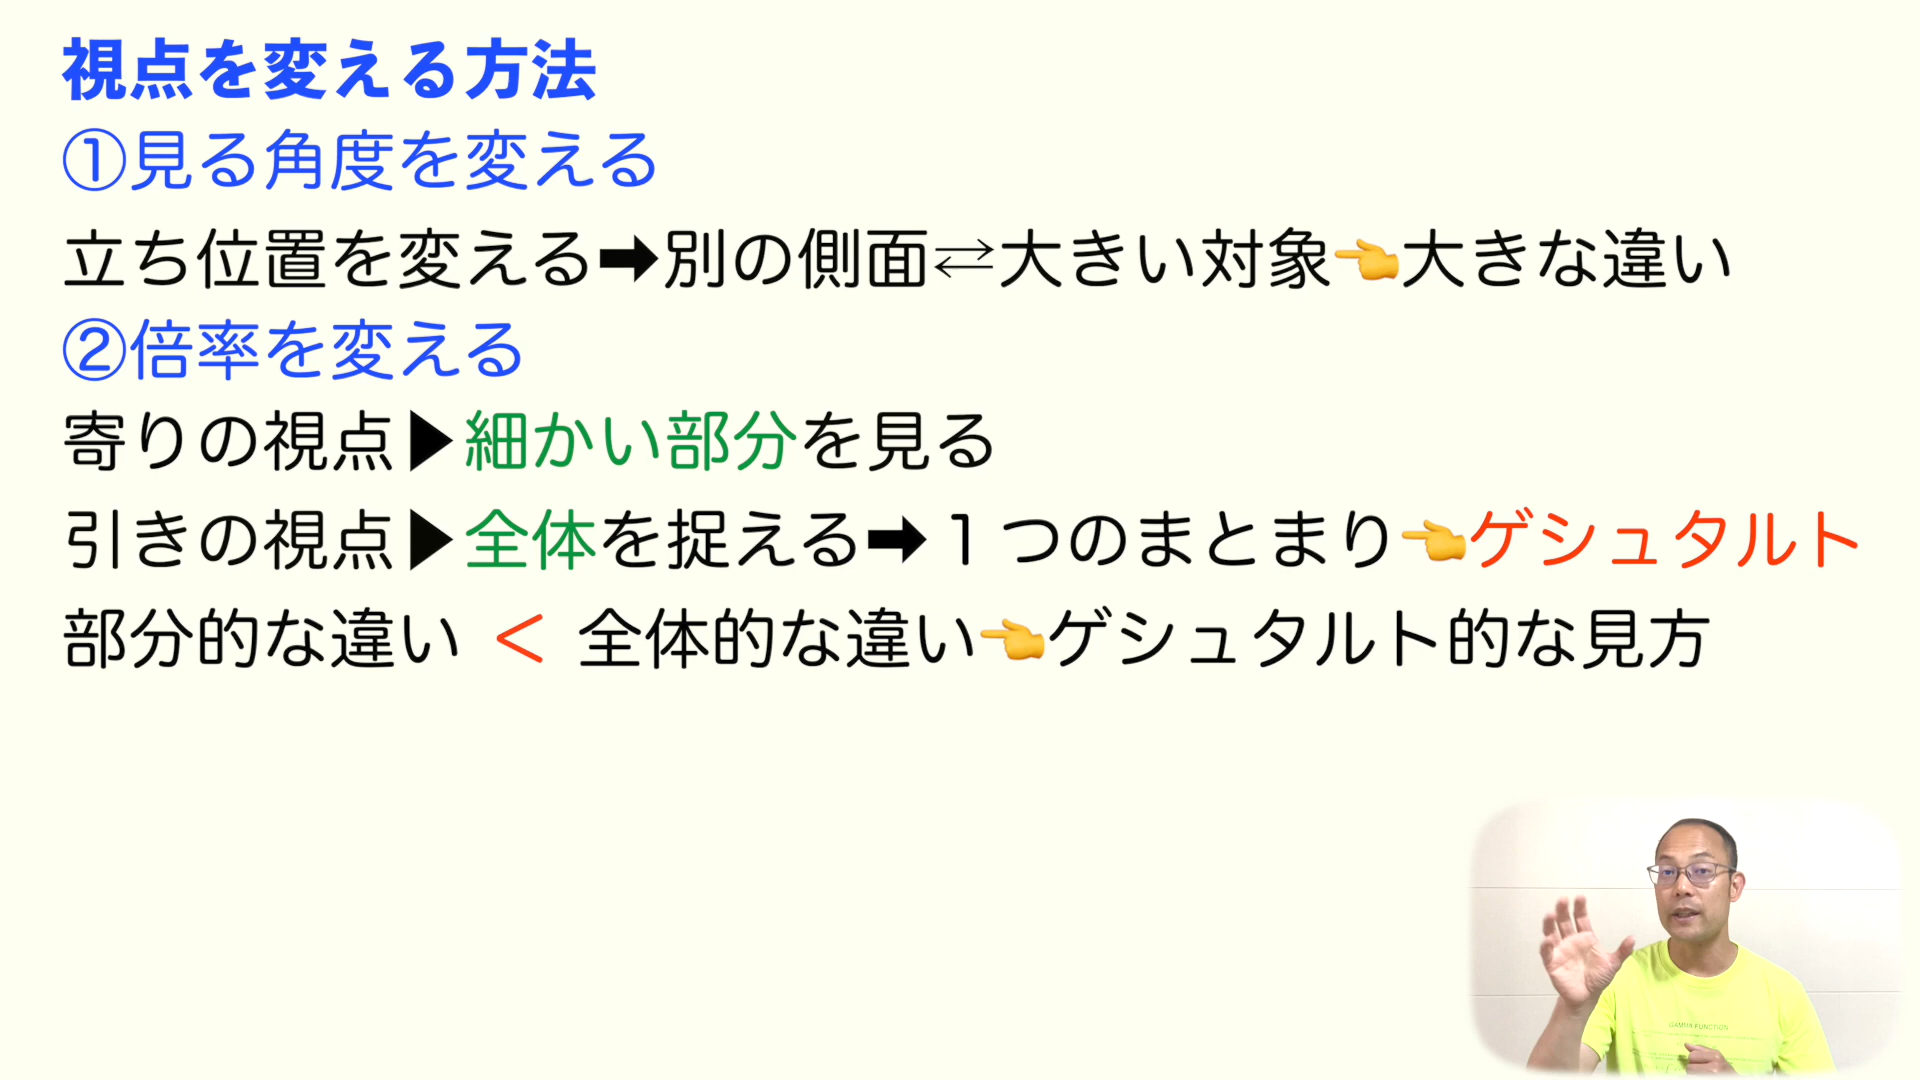 視点を変える方法
①見る角度を変える
立ち位置を変える➡別の側面⇄大きい対象👈大きな違い
②倍率を変える
寄りの視点▶細かい部分を見る
引きの視点▶全体を捉える➡１つのまとまり👈ゲシュタルト
部分的な違い < 全体的な違い👈ゲシュタルト的な見方
GAMMA FUNCTION